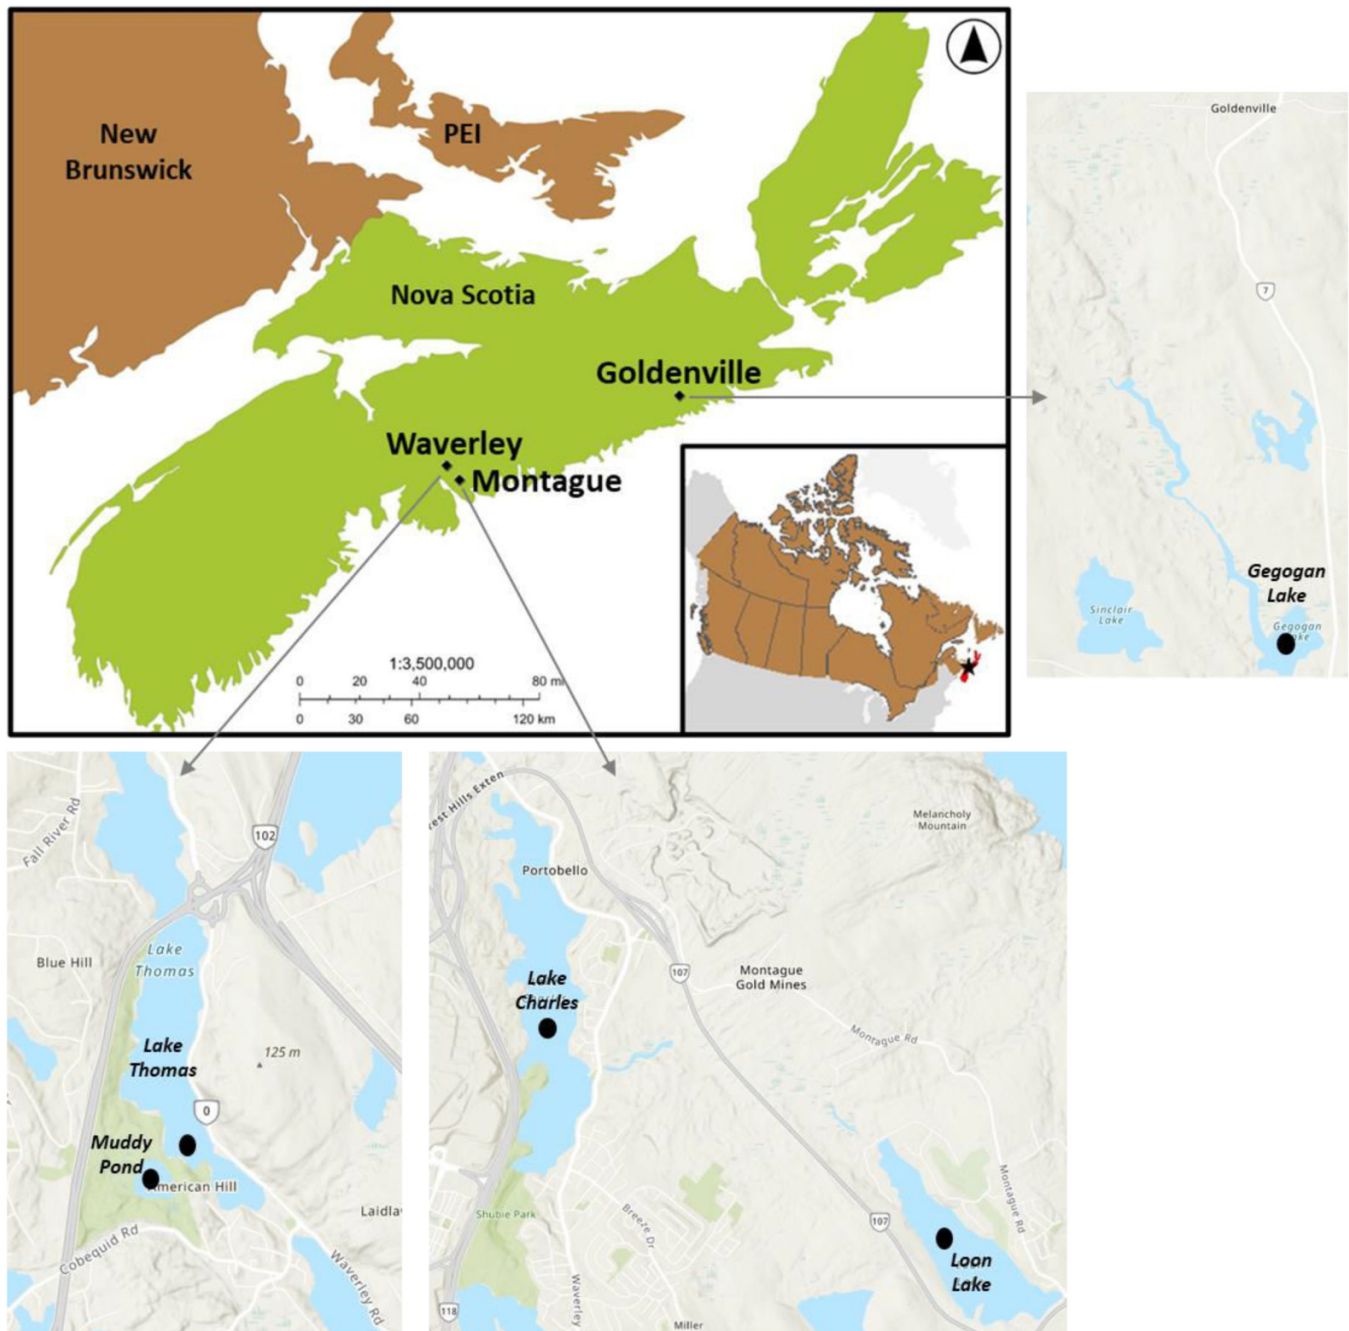 New
Brunswick
PEI
Nova Scotia
Goldenville
Waverley
Montague
1:3,500,000
0 20 40 80 mi
0 30 60 120 km
Goldenville
7
Gegogan
Lake
Sinclair
Lake
Gegogan
Fall River Rd
102
Lake
Thomas
Blue Hill
Lake
Thomas
125 m
0
Muddy
Pond
American Hill
Cobequid Rd
Waverley Rd
rest Hills Exten
Melancholy
Mountain
Portobello
107
Montague
Gold Mines
Lake
Charles
Montague Rd
Montague Rd
Shubie Park
Breeze Dr
107
Loon
Lake
Waverley
118
Miller